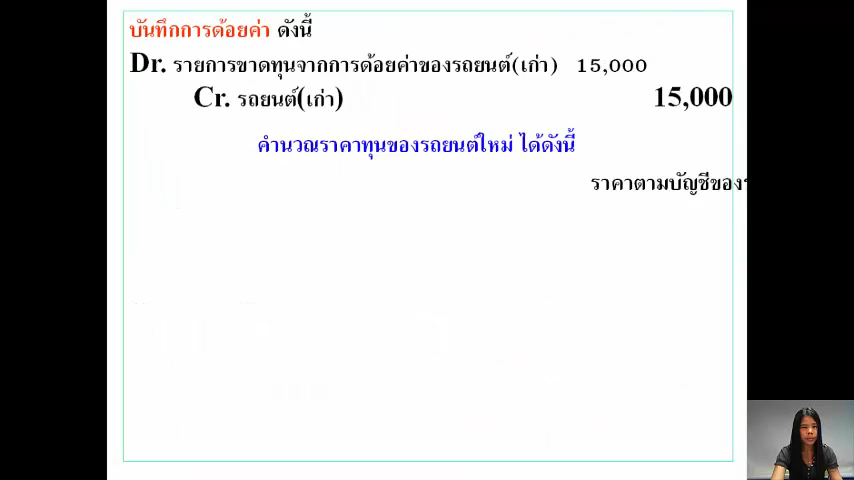 บันทึกการด้อยค่า ดังนี้
Dr. รายการขาดทุนจากการด้อยค่าของรถยนต์(เก่า) 15,000
Cr. รถยนต์(เก่า) 15,000
คำนวณราคาทุนของรถยนต์ใหม่ ได้ดังนี้
ราคาตามบัญชีของ